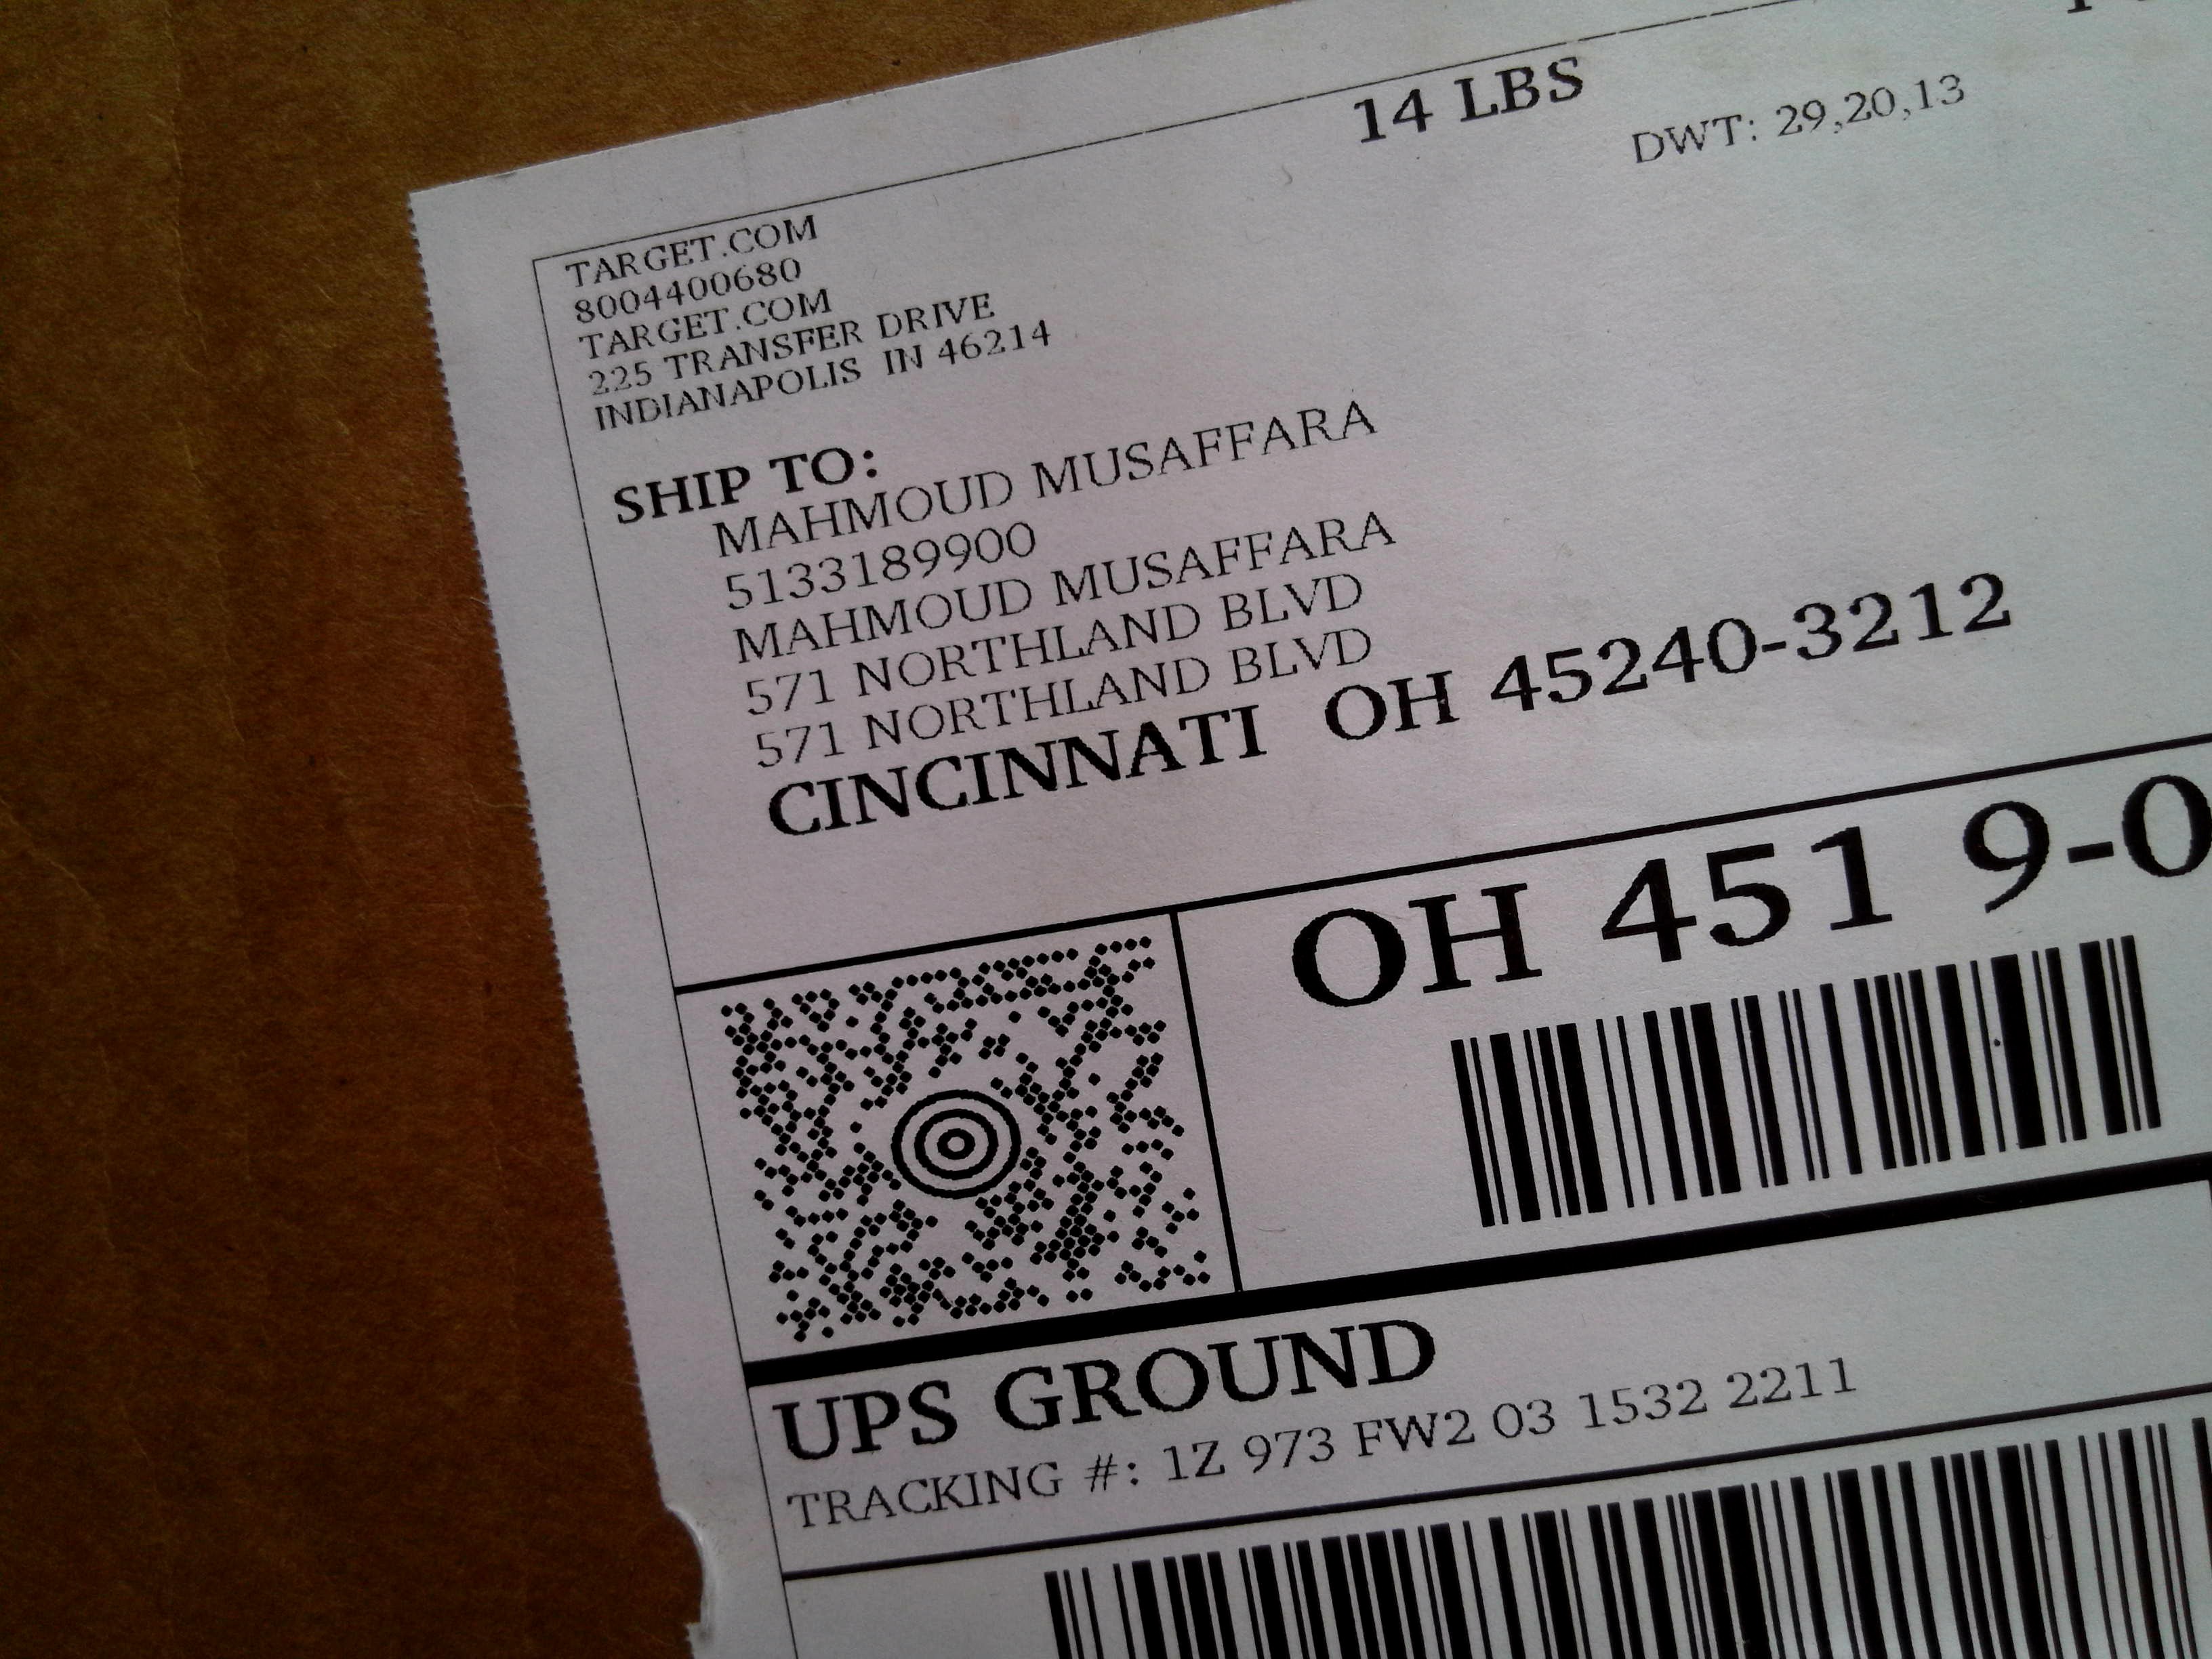 14 LBS
DWT: 29,20,13
TARGET.COM
8004400680
TARGET.COM
225 TRANSFER DRIVE
INDIANAPOLIS IN 46214
SHIP TO:
MAHMOUD MUSAFFARA
5133189900
MAHMOUD MUSAFFARA
571 NORTHLAND BLVD
571 NORTHLAND BLVD
CINCINNATI OH 45240-3212
OH 451 9-0
UPS GROUND
TRACKING #: 1Z 973 FW2 03 1532 2211